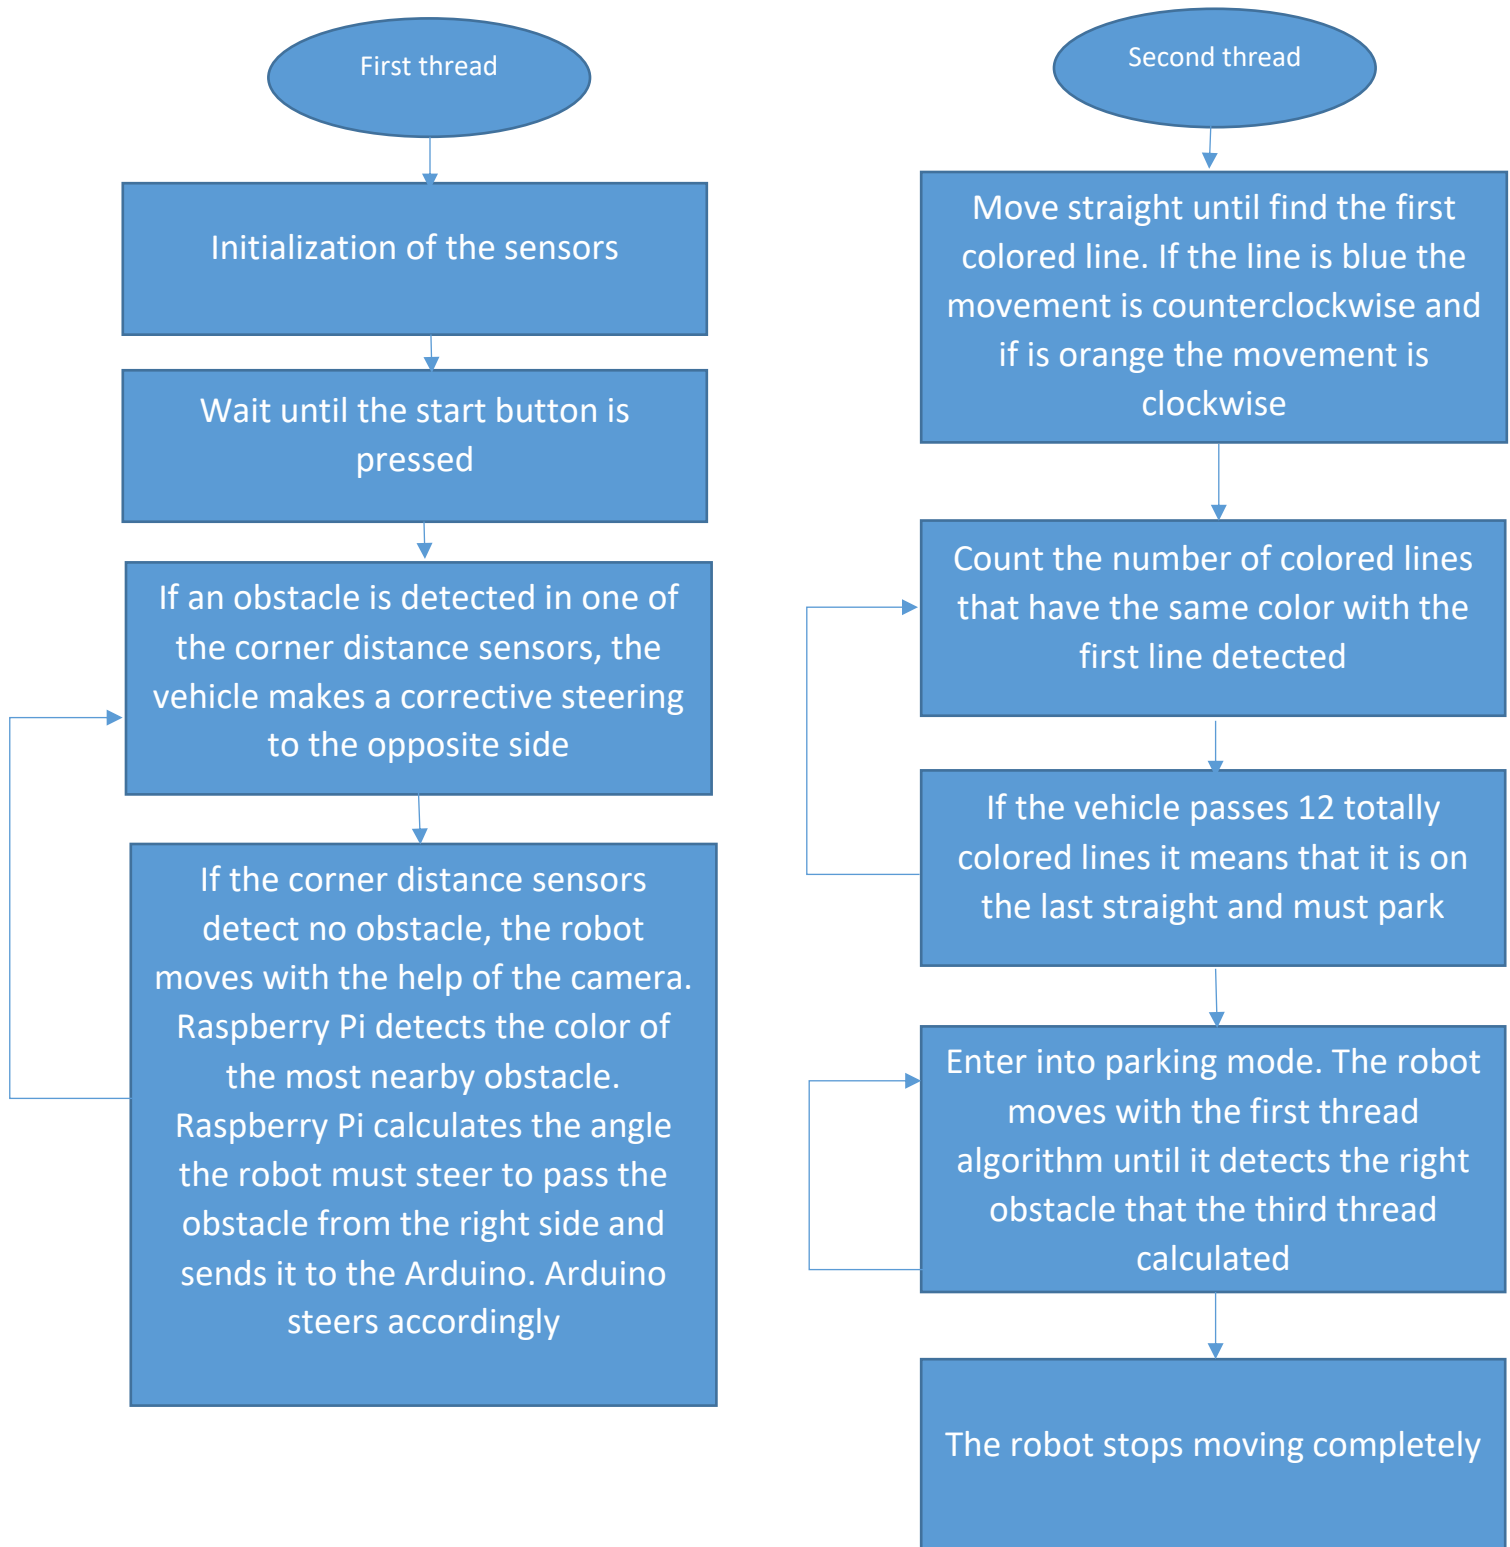 First thread
Initialization of the sensors
Wait until the start button is
pressed
If an obstacle is detected in one of
the corner distance sensors, the
vehicle makes a corrective steering
to the opposite side
If the corner distance sensors
detect no obstacle, the robot
moves with the help of the camera.
Raspberry Pi detects the color of
the most nearby obstacle.
Raspberry Pi calculates the angle
the robot must steer to pass the
obstacle from the right side and
sends it to the Arduino. Arduino
steers accordingly
Second thread
Move straight until find the first
colored line. If the line is blue the
movement is counterclockwise and
if is orange the movement is
clockwise
Count the number of colored lines
that have the same color with the
first line detected
If the vehicle passes 12 totally
colored lines it means that it is on
the last straight and must park
Enter into parking mode. The robot
moves with the first thread
algorithm until it detects the right
obstacle that the third thread
calculated
The robot stops moving completely